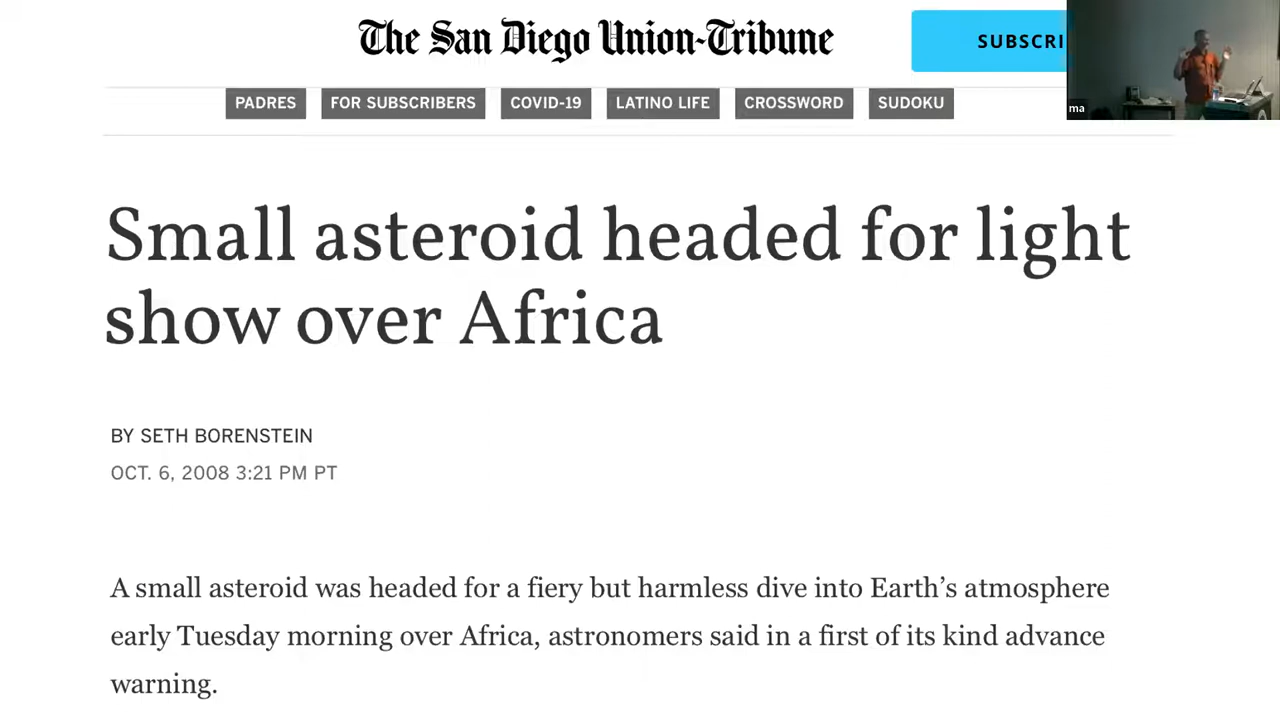 The San Diego Union-Tribune
SUBSCRI
ma
PADRES FOR SUBSCRIBERS COVID-19 LATINO LIFE CROSSWORD SUDOKU
Small asteroid headed for light
show over Africa
BY SETH BORENSTEIN
OCT. 6, 2008 3:21 PM PT
A small asteroid was headed for a fiery but harmless dive into Earth’s atmosphere
early Tuesday morning over Africa, astronomers said in a first of its kind advance
warning.